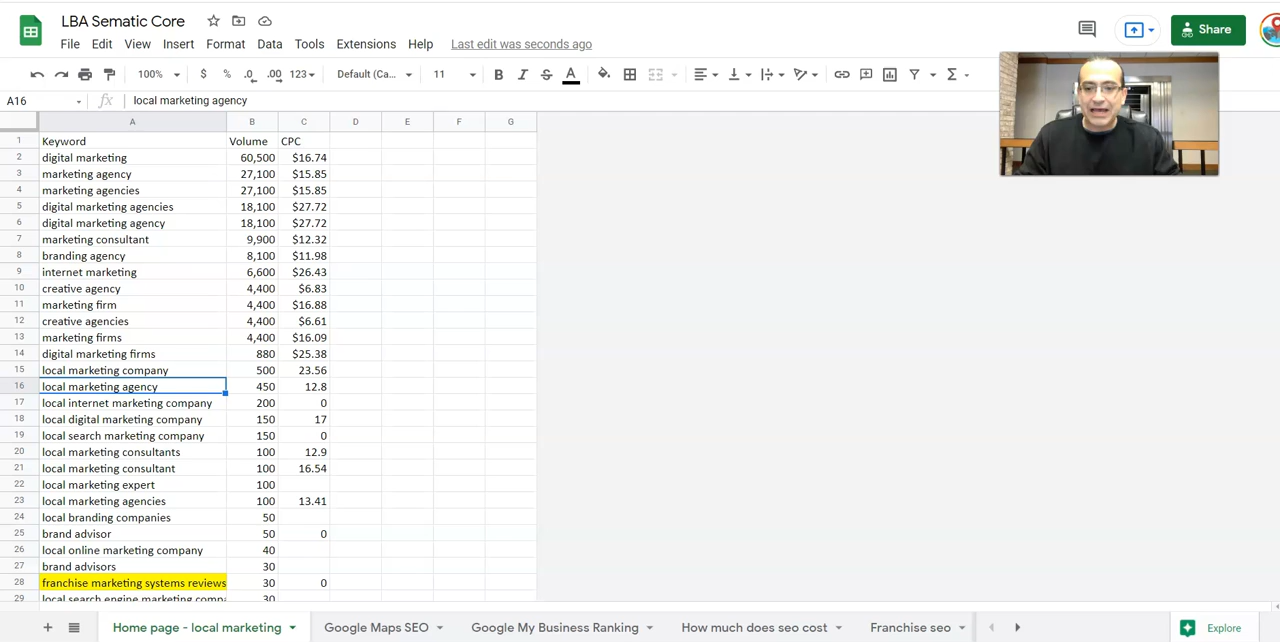 LBA Sematic Core
File Edit View Insert Format Data Tools Extensions Help Last edit was seconds ago
Share
100% $ % .0 .00 123 Default (Ca... 11 B I S A
A16 fx local marketing agency
A B C D E F G
1 Keyword Volume CPC
2 digital marketing 60,500 $16.74
3 marketing agency 27,100 $15.85
4 marketing agencies 27,100 $15.85
5 digital marketing agencies 18,100 $27.72
6 digital marketing agency 18,100 $27.72
7 marketing consultant 9,900 $12.32
8 branding agency 8,100 $11.98
9 internet marketing 6,600 $26.43
10 creative agency 4,400 $6.83
11 marketing firm 4,400 $16.88
12 creative agencies 4,400 $6.61
13 marketing firms 4,400 $16.09
14 digital marketing firms 880 $25.38
15 local marketing company 500 23.56
16 local marketing agency 450 12.8
17 local internet marketing company 200 0
18 local digital marketing company 150 17
19 local search marketing company 150 0
20 local marketing consultants 100 12.9
21 local marketing consultant 100 16.54
22 local marketing expert 100
23 local marketing agencies 100 13.41
24 local branding companies 50
25 brand advisor 50 0
26 local online marketing company 40
27 brand advisors 30
28 franchise marketing systems reviews 30 0
29 local search engine marketing comp 30
Home page - local marketing Google Maps SEO Google My Business Ranking How much does seo cost Franchise seo Explore